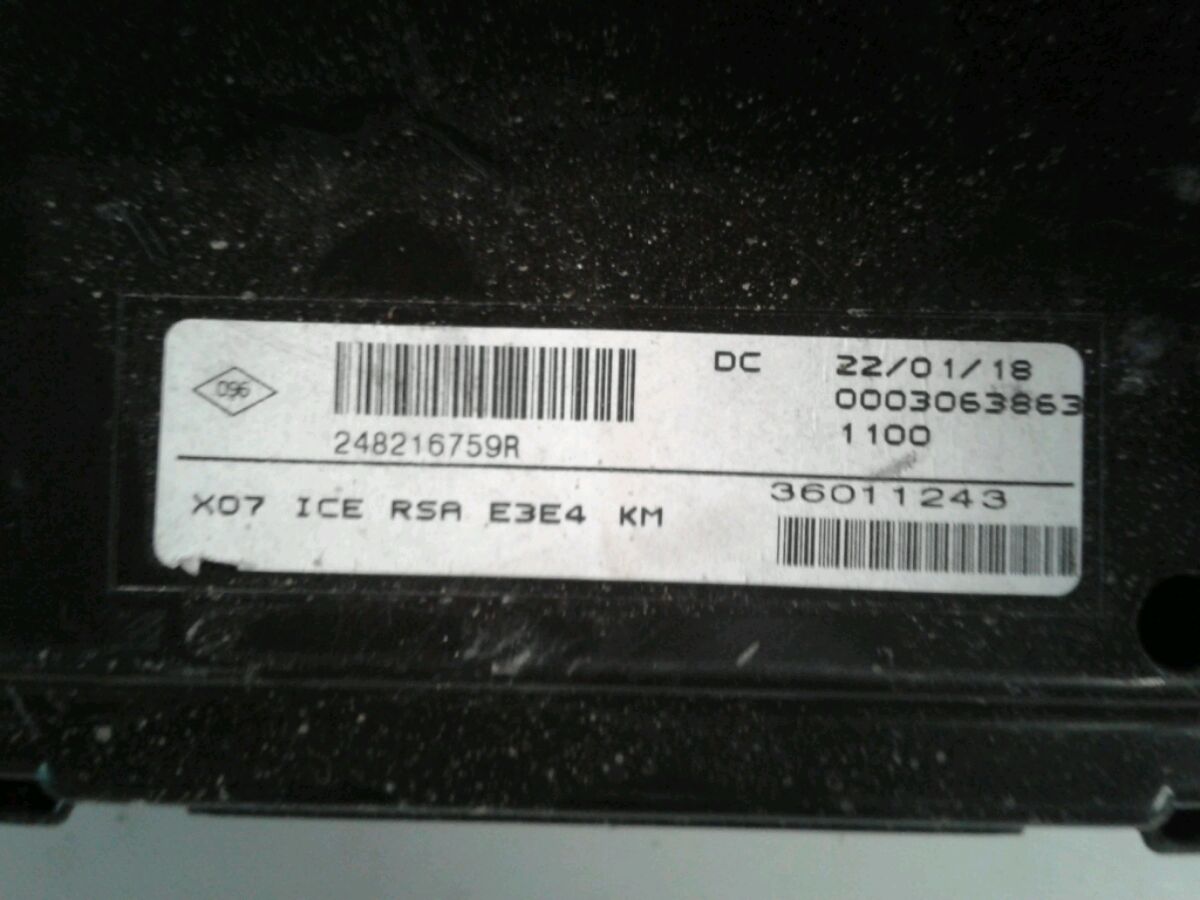 096
248216759R
DC 22/01/18
0003063863
1100
X07 ICE RSA E3E4 KM
36011243